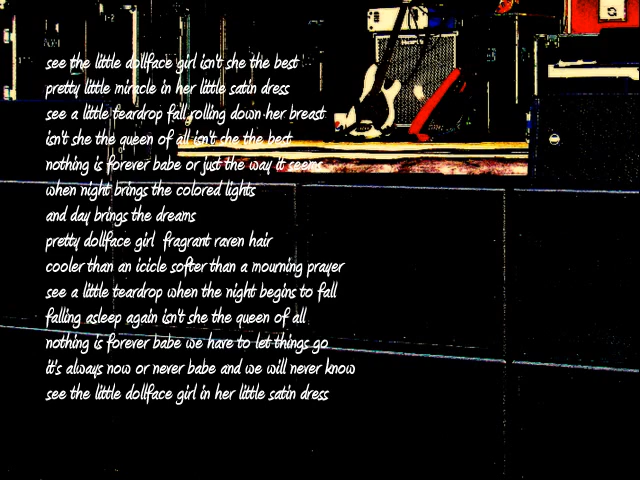 see the little dollface girl isn't she the best
pretty little miracle in her little satin dress
see a little teardrop fall rolling down her breast
isn't she the queen of all isn't she the best
nothing is forever babe or just the way it seems
when night brings the colored lights
and day brings the dreams
pretty dollface girl fragrant raven hair
cooler than an icicle softer than a mourning prayer
see a little teardrop when the night begins to fall
falling asleep again isn't she the queen of all
nothing is forever babe we have to let things go
it's always now or never babe and we will never know
see the little dollface girl in her little satin dress